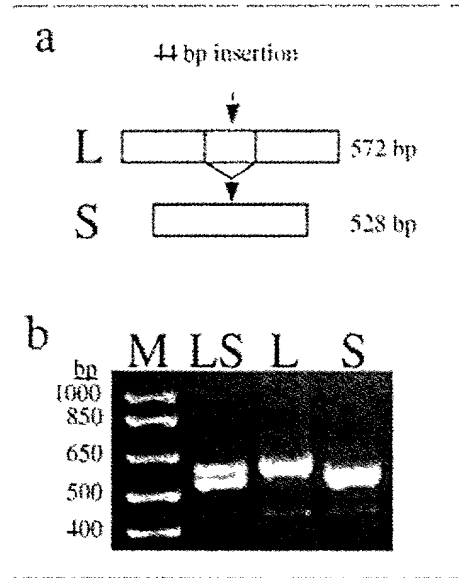 a
44 bp insertion
L
572 bp
S
528 bp
b
M LS L S
bp
1000
850
650
500
400